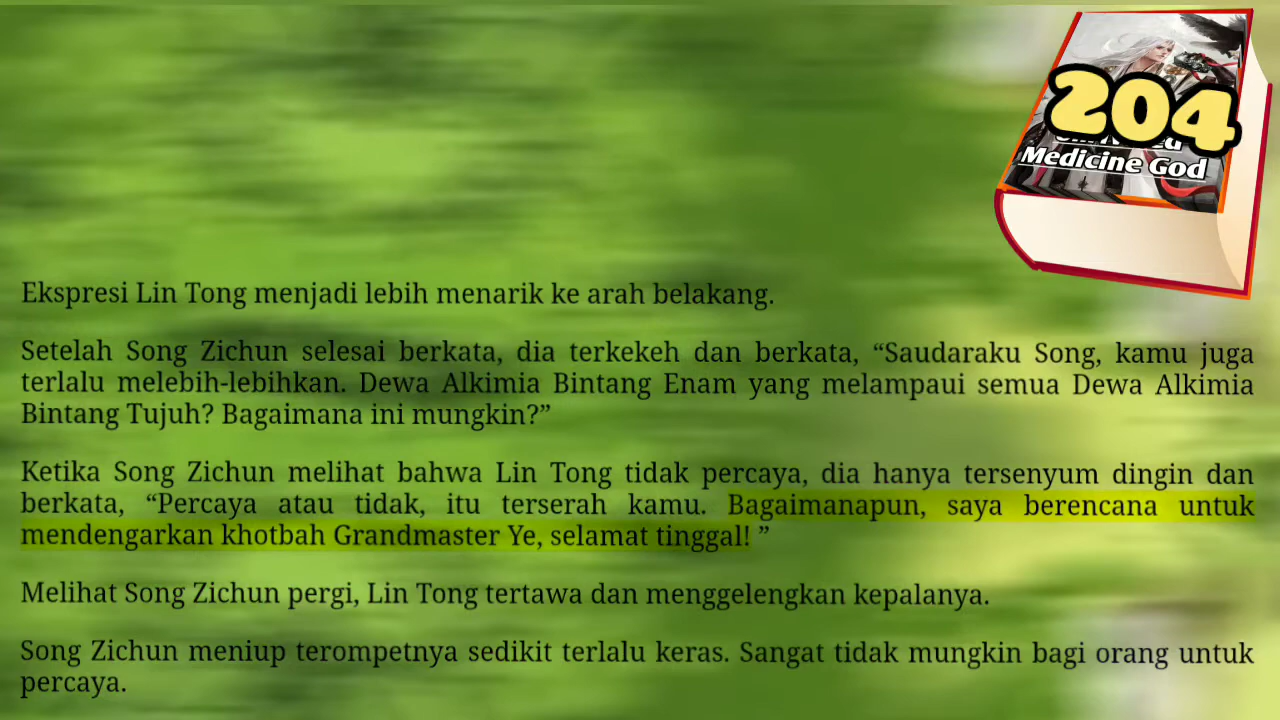 204
Medicine God
Ekspresi Lin Tong menjadi lebih menarik ke arah belakang.
Setelah Song Zichun selesai berkata, dia terkekeh dan berkata, “Saudaraku Song, kamu juga
terlalu melebih-lebihkan. Dewa Alkimia Bintang Enam yang melampaui semua Dewa Alkimia
Bintang Tujuh? Bagaimana ini mungkin?”
Ketika Song Zichun melihat bahwa Lin Tong tidak percaya, dia hanya tersenyum dingin dan
berkata, “Percaya atau tidak, itu terserah kamu. Bagaimanapun, saya berencana untuk
mendengarkan khotbah Grandmaster Ye, selamat tinggal! ”
Melihat Song Zichun pergi, Lin Tong tertawa dan menggelengkan kepalanya.
Song Zichun meniup terompetnya sedikit terlalu keras. Sangat tidak mungkin bagi orang untuk
percaya.